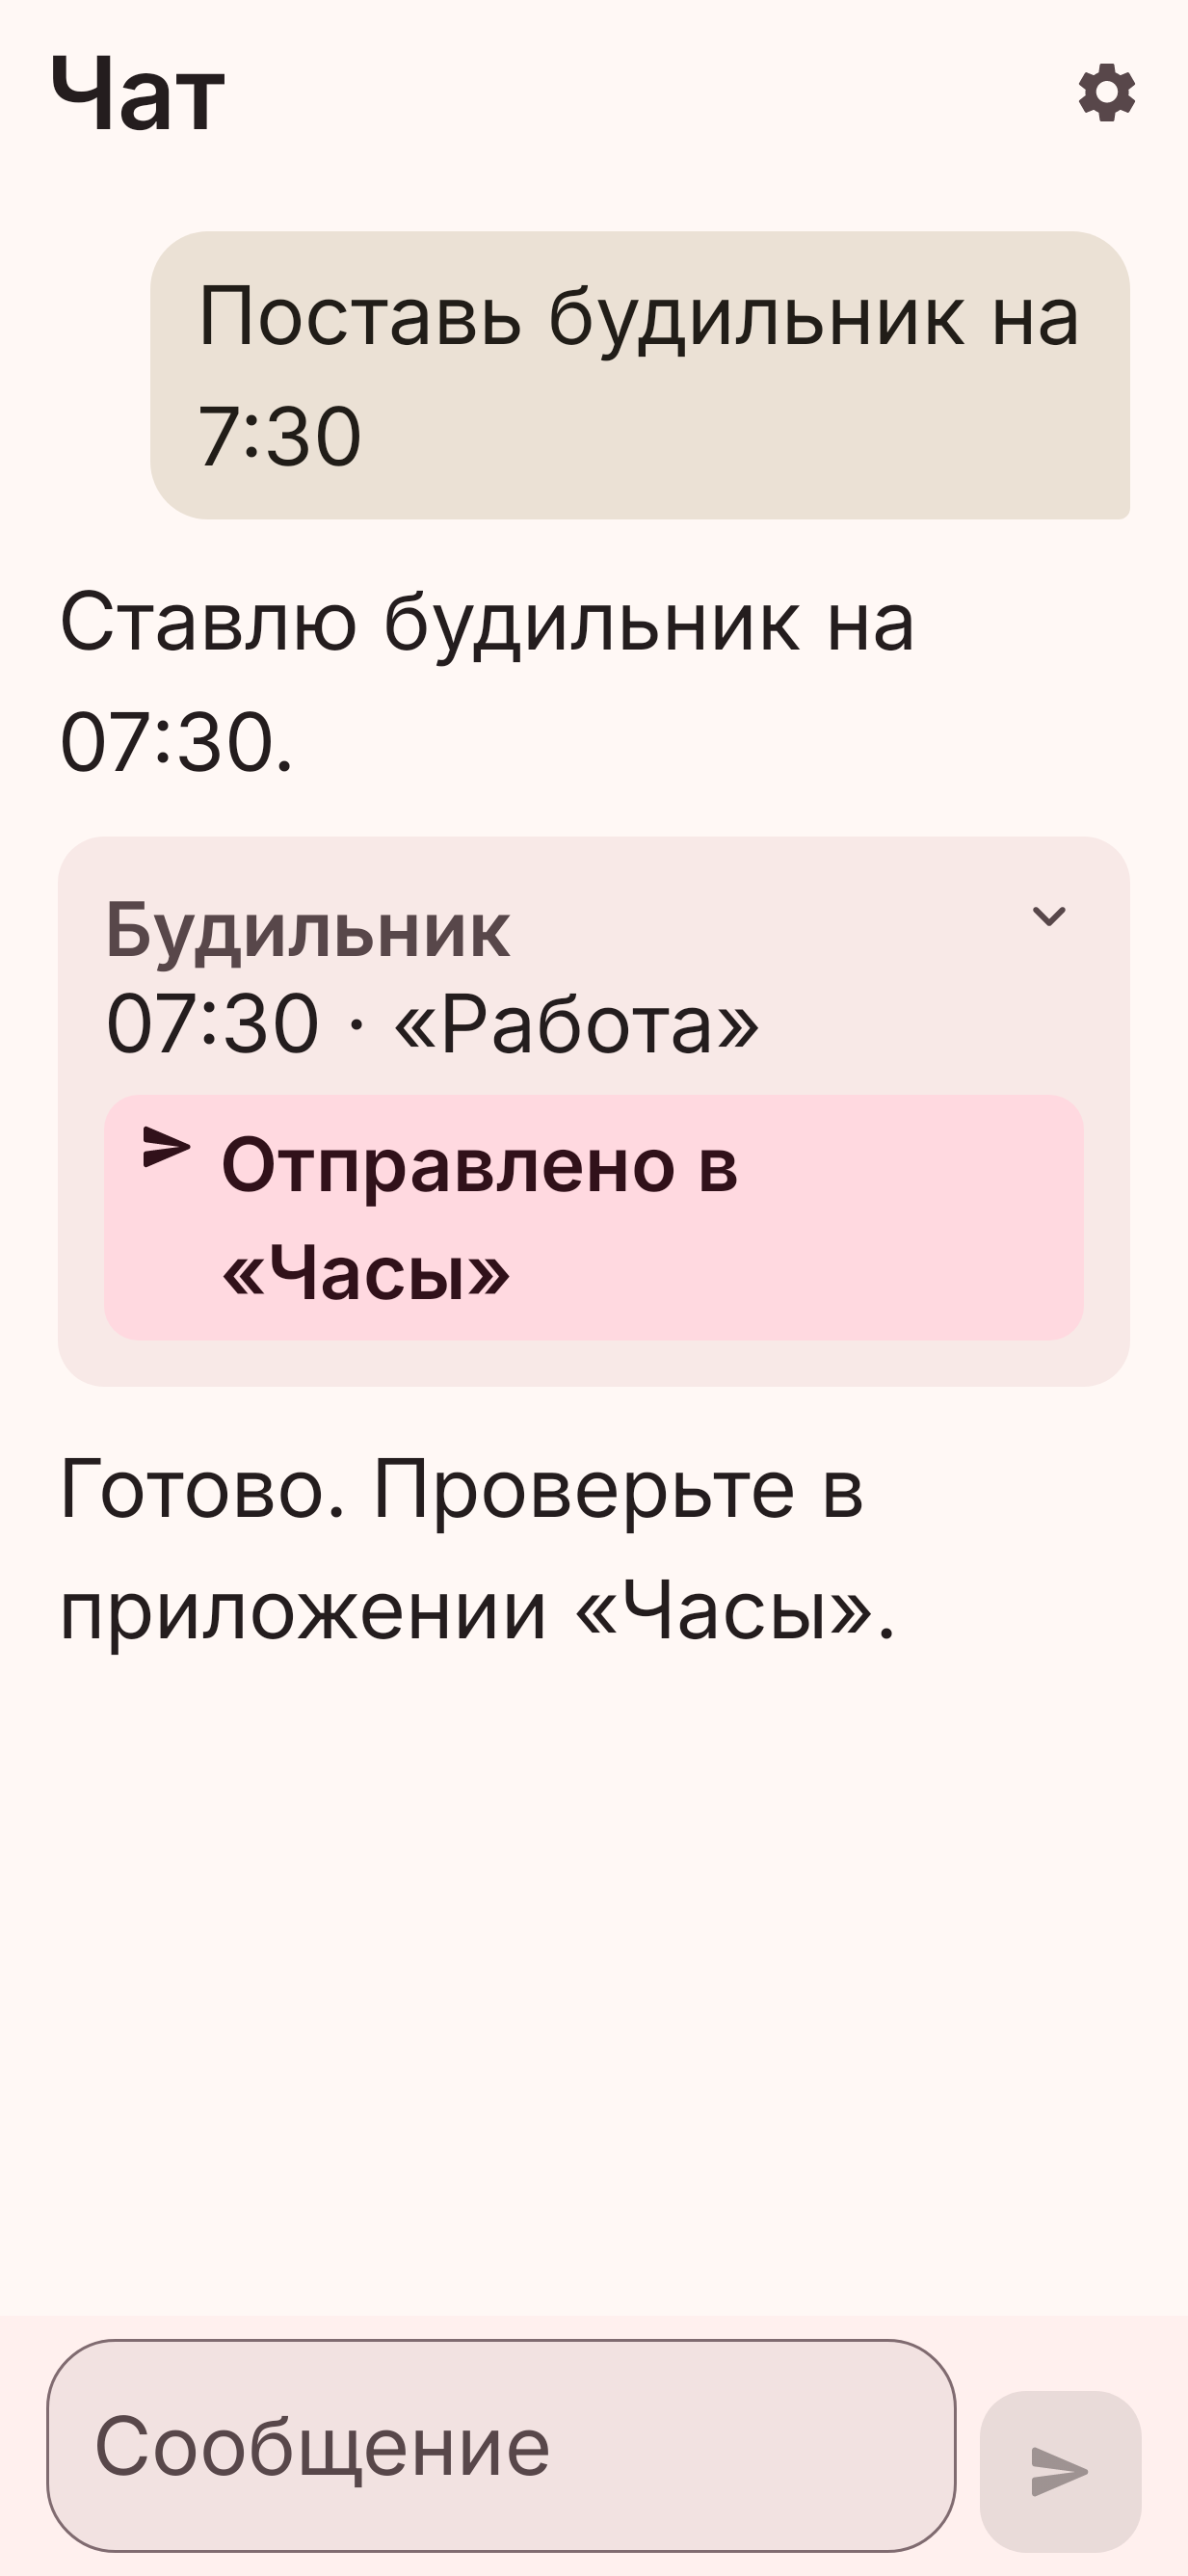 Чат
Поставь будильник на
7:30
Ставлю будильник на
07:30.
Будильник
07:30 · «Работа»
Отправлено в
«Часы»
Готово. Проверьте в
приложении «Часы».
Сообщение